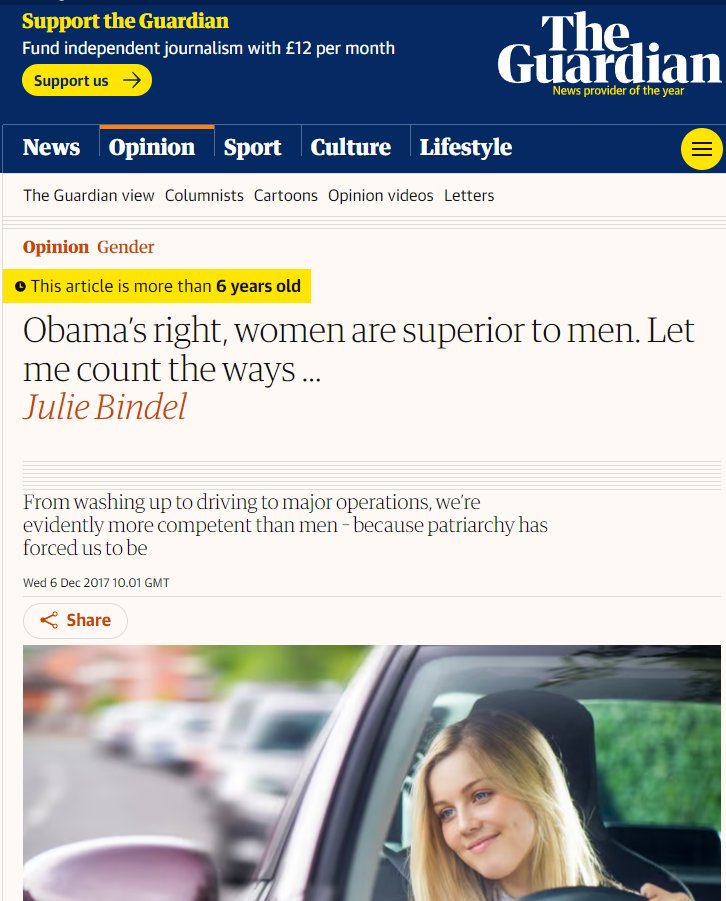 Support the Guardian
Fund independent journalism with £12 per month
Support us
The
Guardian
News provider of the year
News Opinion Sport Culture Lifestyle
The Guardian view Columnists Cartoons Opinion videos Letters
Opinion Gender
This article is more than 6 years old
Obama’s right, women are superior to men. Let
me count the ways …
Julie Bindel
From washing up to driving to major operations, we’re
evidently more competent than men – because patriarchy has
forced us to be
Wed 6 Dec 2017 10.01 GMT
Share